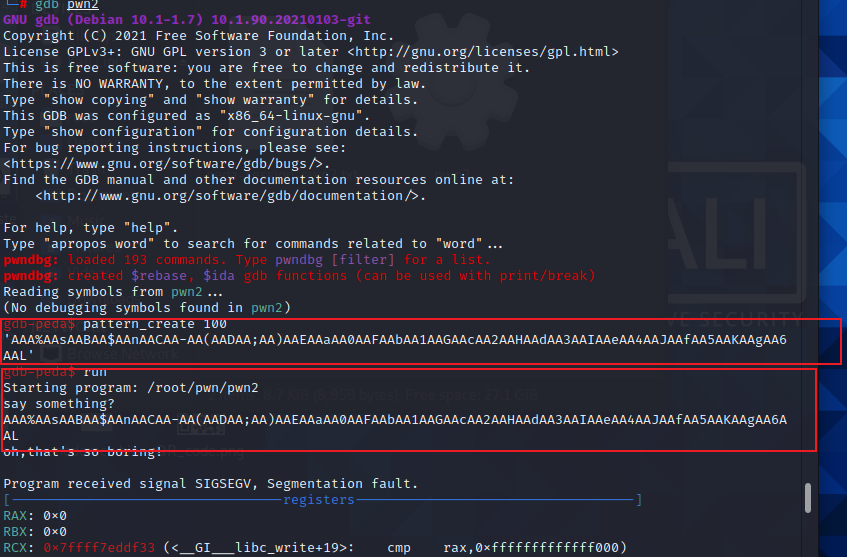 # gdb pwn2
GNU gdb (Debian 10.1-1.7) 10.1.90.20210103-git
Copyright (C) 2021 Free Software Foundation, Inc.
License GPLv3+: GNU GPL version 3 or later <http://gnu.org/licenses/gpl.html>
This is free software: you are free to change and redistribute it.
There is NO WARRANTY, to the extent permitted by law.
Type "show copying" and "show warranty" for details.
This GDB was configured as "x86_64-linux-gnu".
Type "show configuration" for configuration details.
For bug reporting instructions, please see:
<https://www.gnu.org/software/gdb/bugs/>.
Find the GDB manual and other documentation resources online at:
    <http://www.gnu.org/software/gdb/documentation/>.
For help, type "help".
Type "apropos word" to search for commands related to "word"...
pwndbg: loaded 193 commands. Type pwndbg [filter] for a list.
pwndbg: created $rebase, $ida gdb functions (can be used with print/break)
Reading symbols from pwn2...
(No debugging symbols found in pwn2)
gdb-peda$ pattern_create 100
'AAA%AAsAABAA$AAnAACAA-AA(AADAA;AA)AAEAAaAA0AAFAAbAA1AAGAAcAA2AAHAAdAA3AAIAAeAA4AAJAAfAA5AAKAAgAA6
AAL'
gdb-peda$ run
Starting program: /root/pwn/pwn2
say something?
AAA%AAsAABAA$AAnAACAA-AA(AADAA;AA)AAEAAaAA0AAFAAbAA1AAGAAcAA2AAHAAdAA3AAIAAeAA4AAJAAfAA5AAKAAgAA6A
AL
oh,that's so boring!
Program received signal SIGSEGV, Segmentation fault.
[----registers----]
RAX: 0x0
RBX: 0x0
RCX: 0x7ffff7eddf33 (<__GI___libc_write+19>: cmp rax,0xfffffffffffff000)